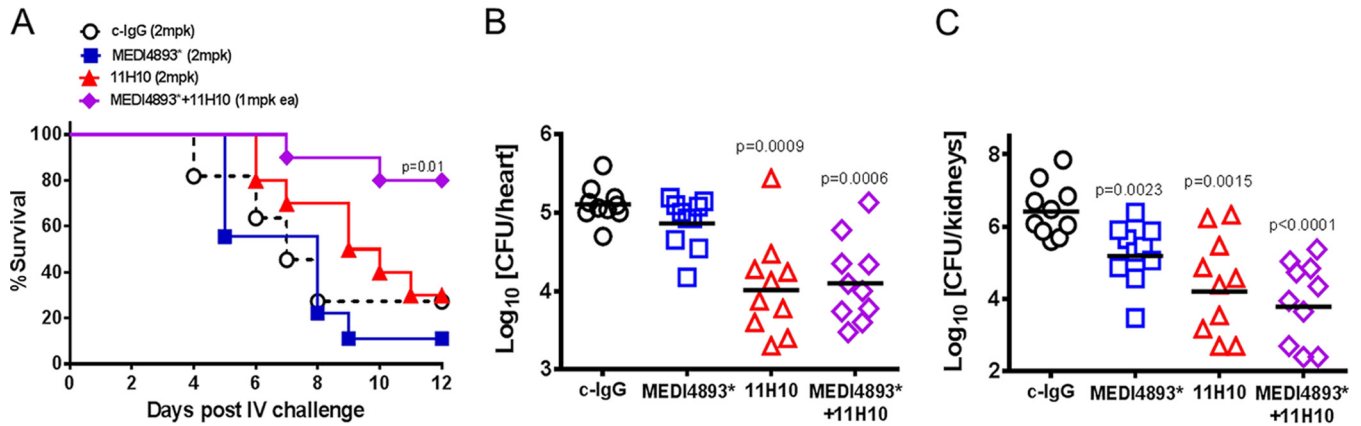 A
c-IgG (2mpk)
MEDI4893* (2mpk)
11H10 (2mpk)
MEDI4893*+11H10 (1mpk ea)
% Survival
100
80
60
40
20
0
p=0.01
0 2 4 6 8 10 12
Days post IV challenge
B
Log10 [CFU/heart]
6
5
4
3
p=0.0009
p=0.0006
c-IgG MEDI4893* 11H10 MEDI4893*
+11H10
C
Log10 [CFU/kidneys]
8
6
4
2
p=0.0023
p=0.0015
p<0.0001
c-IgG MEDI4893* 11H10 MEDI4893*
+11H10